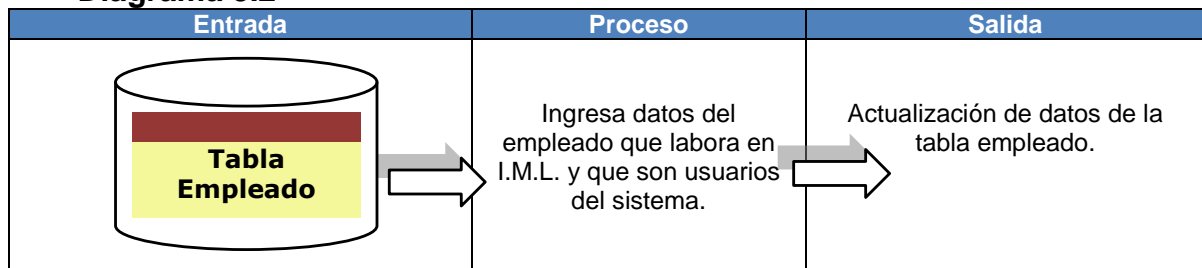 Entrada
Proceso
Salida
Tabla
Empleado
Ingresa datos del
empleado que labora en
I.M.L. y que son usuarios
del sistema.
Actualización de datos de la
tabla empleado.